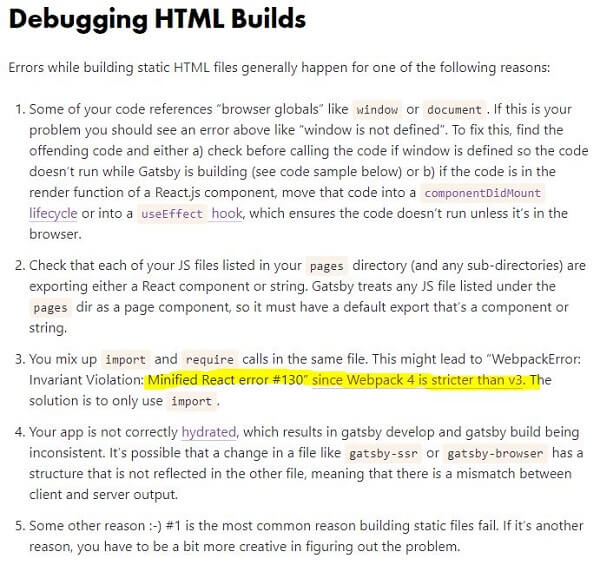 Debugging HTML Builds
Errors while building static HTML files generally happen for one of the following reasons:
1. Some of your code references “browser globals” like window or document . If this is your
problem you should see an error above like “window is not defined”. To fix this, find the
offending code and either a) check before calling the code if window is defined so the code
doesn’t run while Gatsby is building (see code sample below) or b) if the code is in the
render function of a React.js component, move that code into a componentDidMount
lifecycle or into a useEffect hook, which ensures the code doesn’t run unless it’s in the
browser.
2. Check that each of your JS files listed in your pages directory (and any sub-directories) are
exporting either a React component or string. Gatsby treats any JS file listed under the
pages dir as a page component, so it must have a default export that’s a component or
string.
3. You mix up import and require calls in the same file. This might lead to “WebpackError:
Invariant Violation: Minified React error #130” since Webpack 4 is stricter than v3. The
solution is to only use import .
4. Your app is not correctly hydrated, which results in gatsby develop and gatsby build being
inconsistent. It’s possible that a change in a file like gatsby-ssr or gatsby-browser has a
structure that is not reflected in the other file, meaning that there is a mismatch between
client and server output.
5. Some other reason :-) #1 is the most common reason building static files fail. If it’s another
reason, you have to be a bit more creative in figuring out the problem.